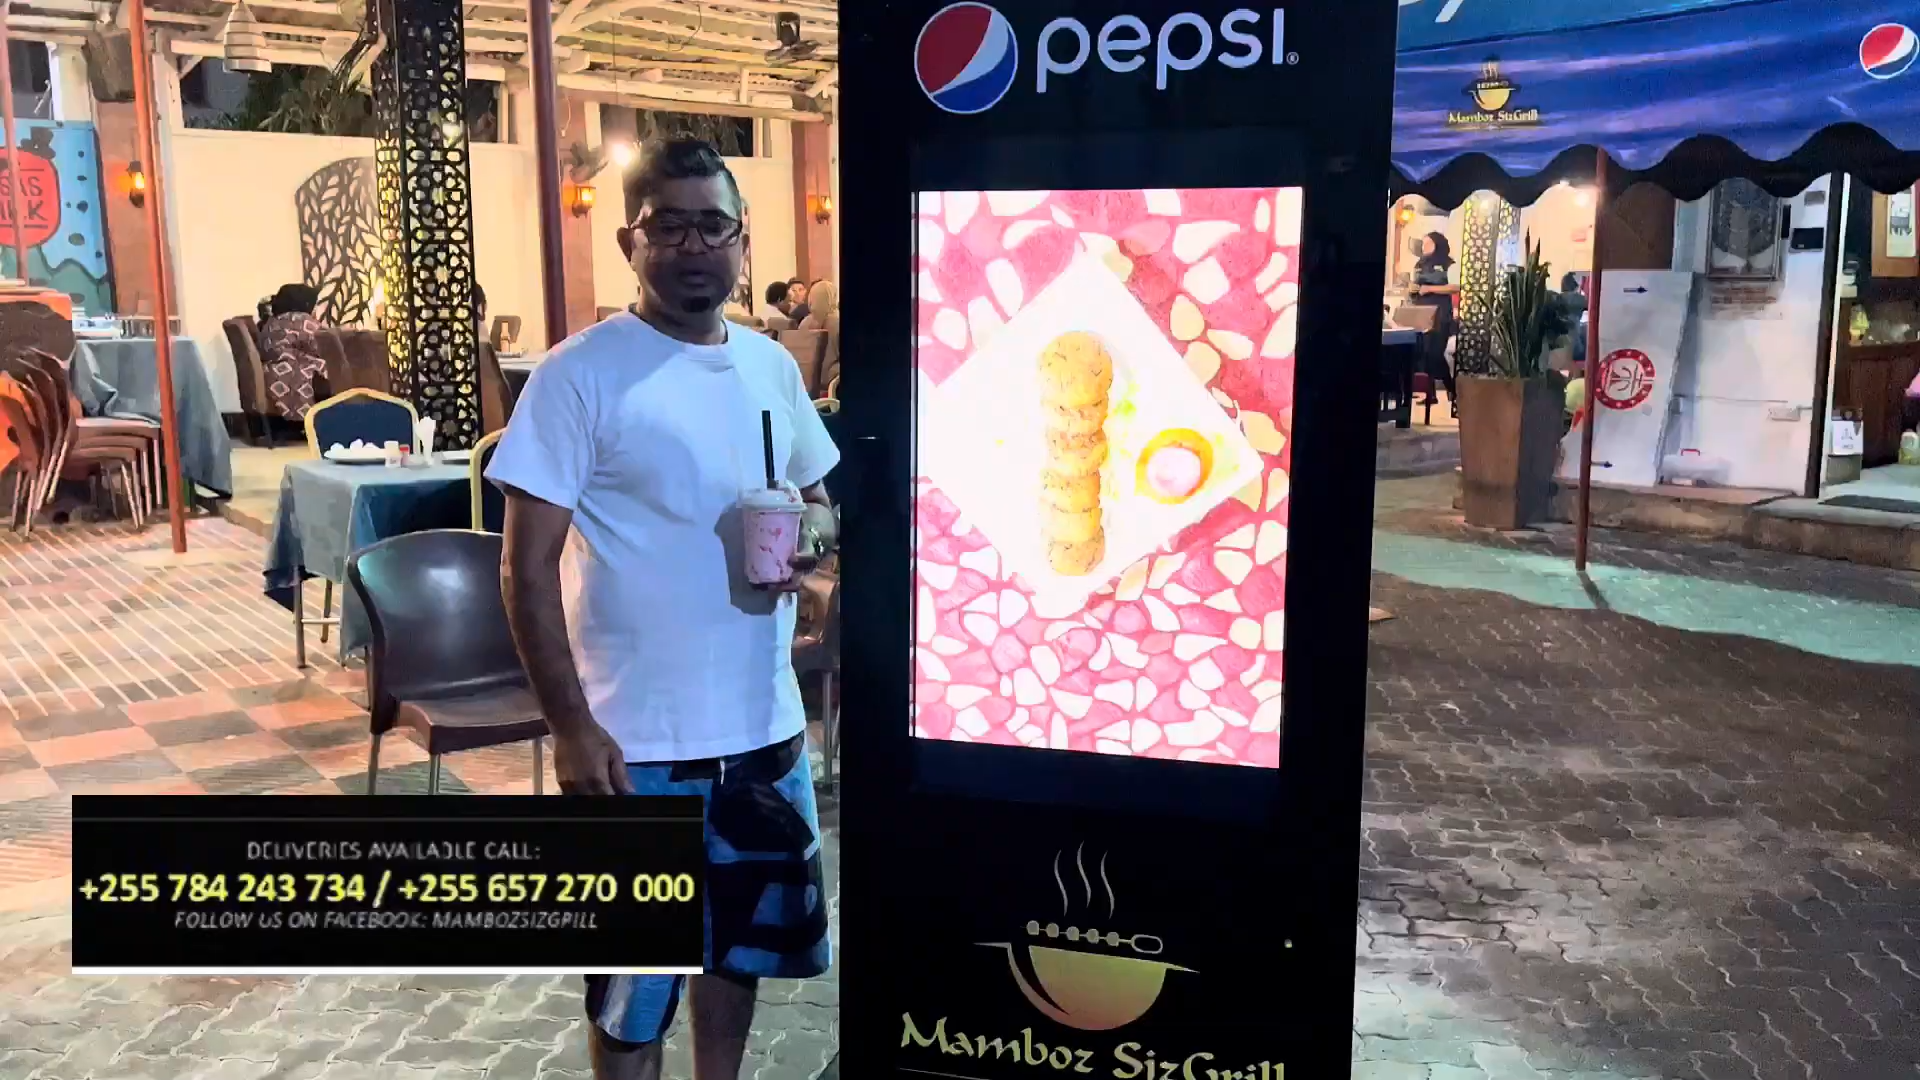 pepsi
Mamboz SizGrill
DELIVERIES AVAILABLE CALL:
+255 784 243 734 / +255 657 270 000
FOLLOW US ON FACEBOOK: MAMBOZSIZGRILL
Mamboz SizGrill